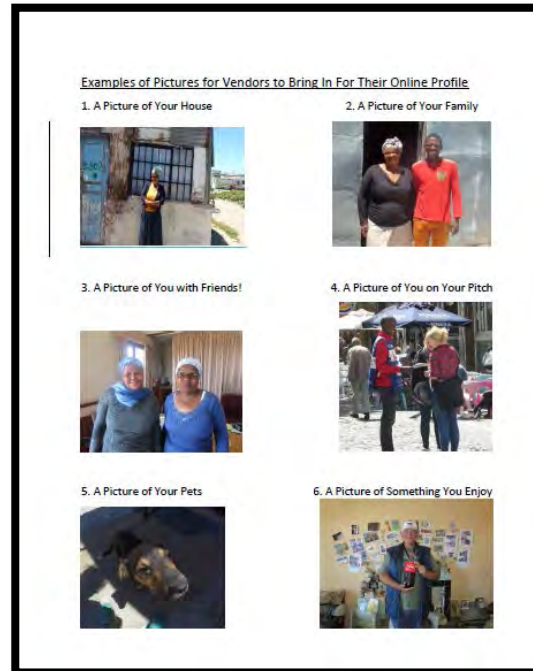 Examples of Pictures for Vendors to Bring In For Their Online Profile
1. A Picture of Your House
2. A Picture of Your Family
3. A Picture of You with Friends!
4. A Picture of You on Your Pitch
5. A Picture of Your Pets
6. A Picture of Something You Enjoy